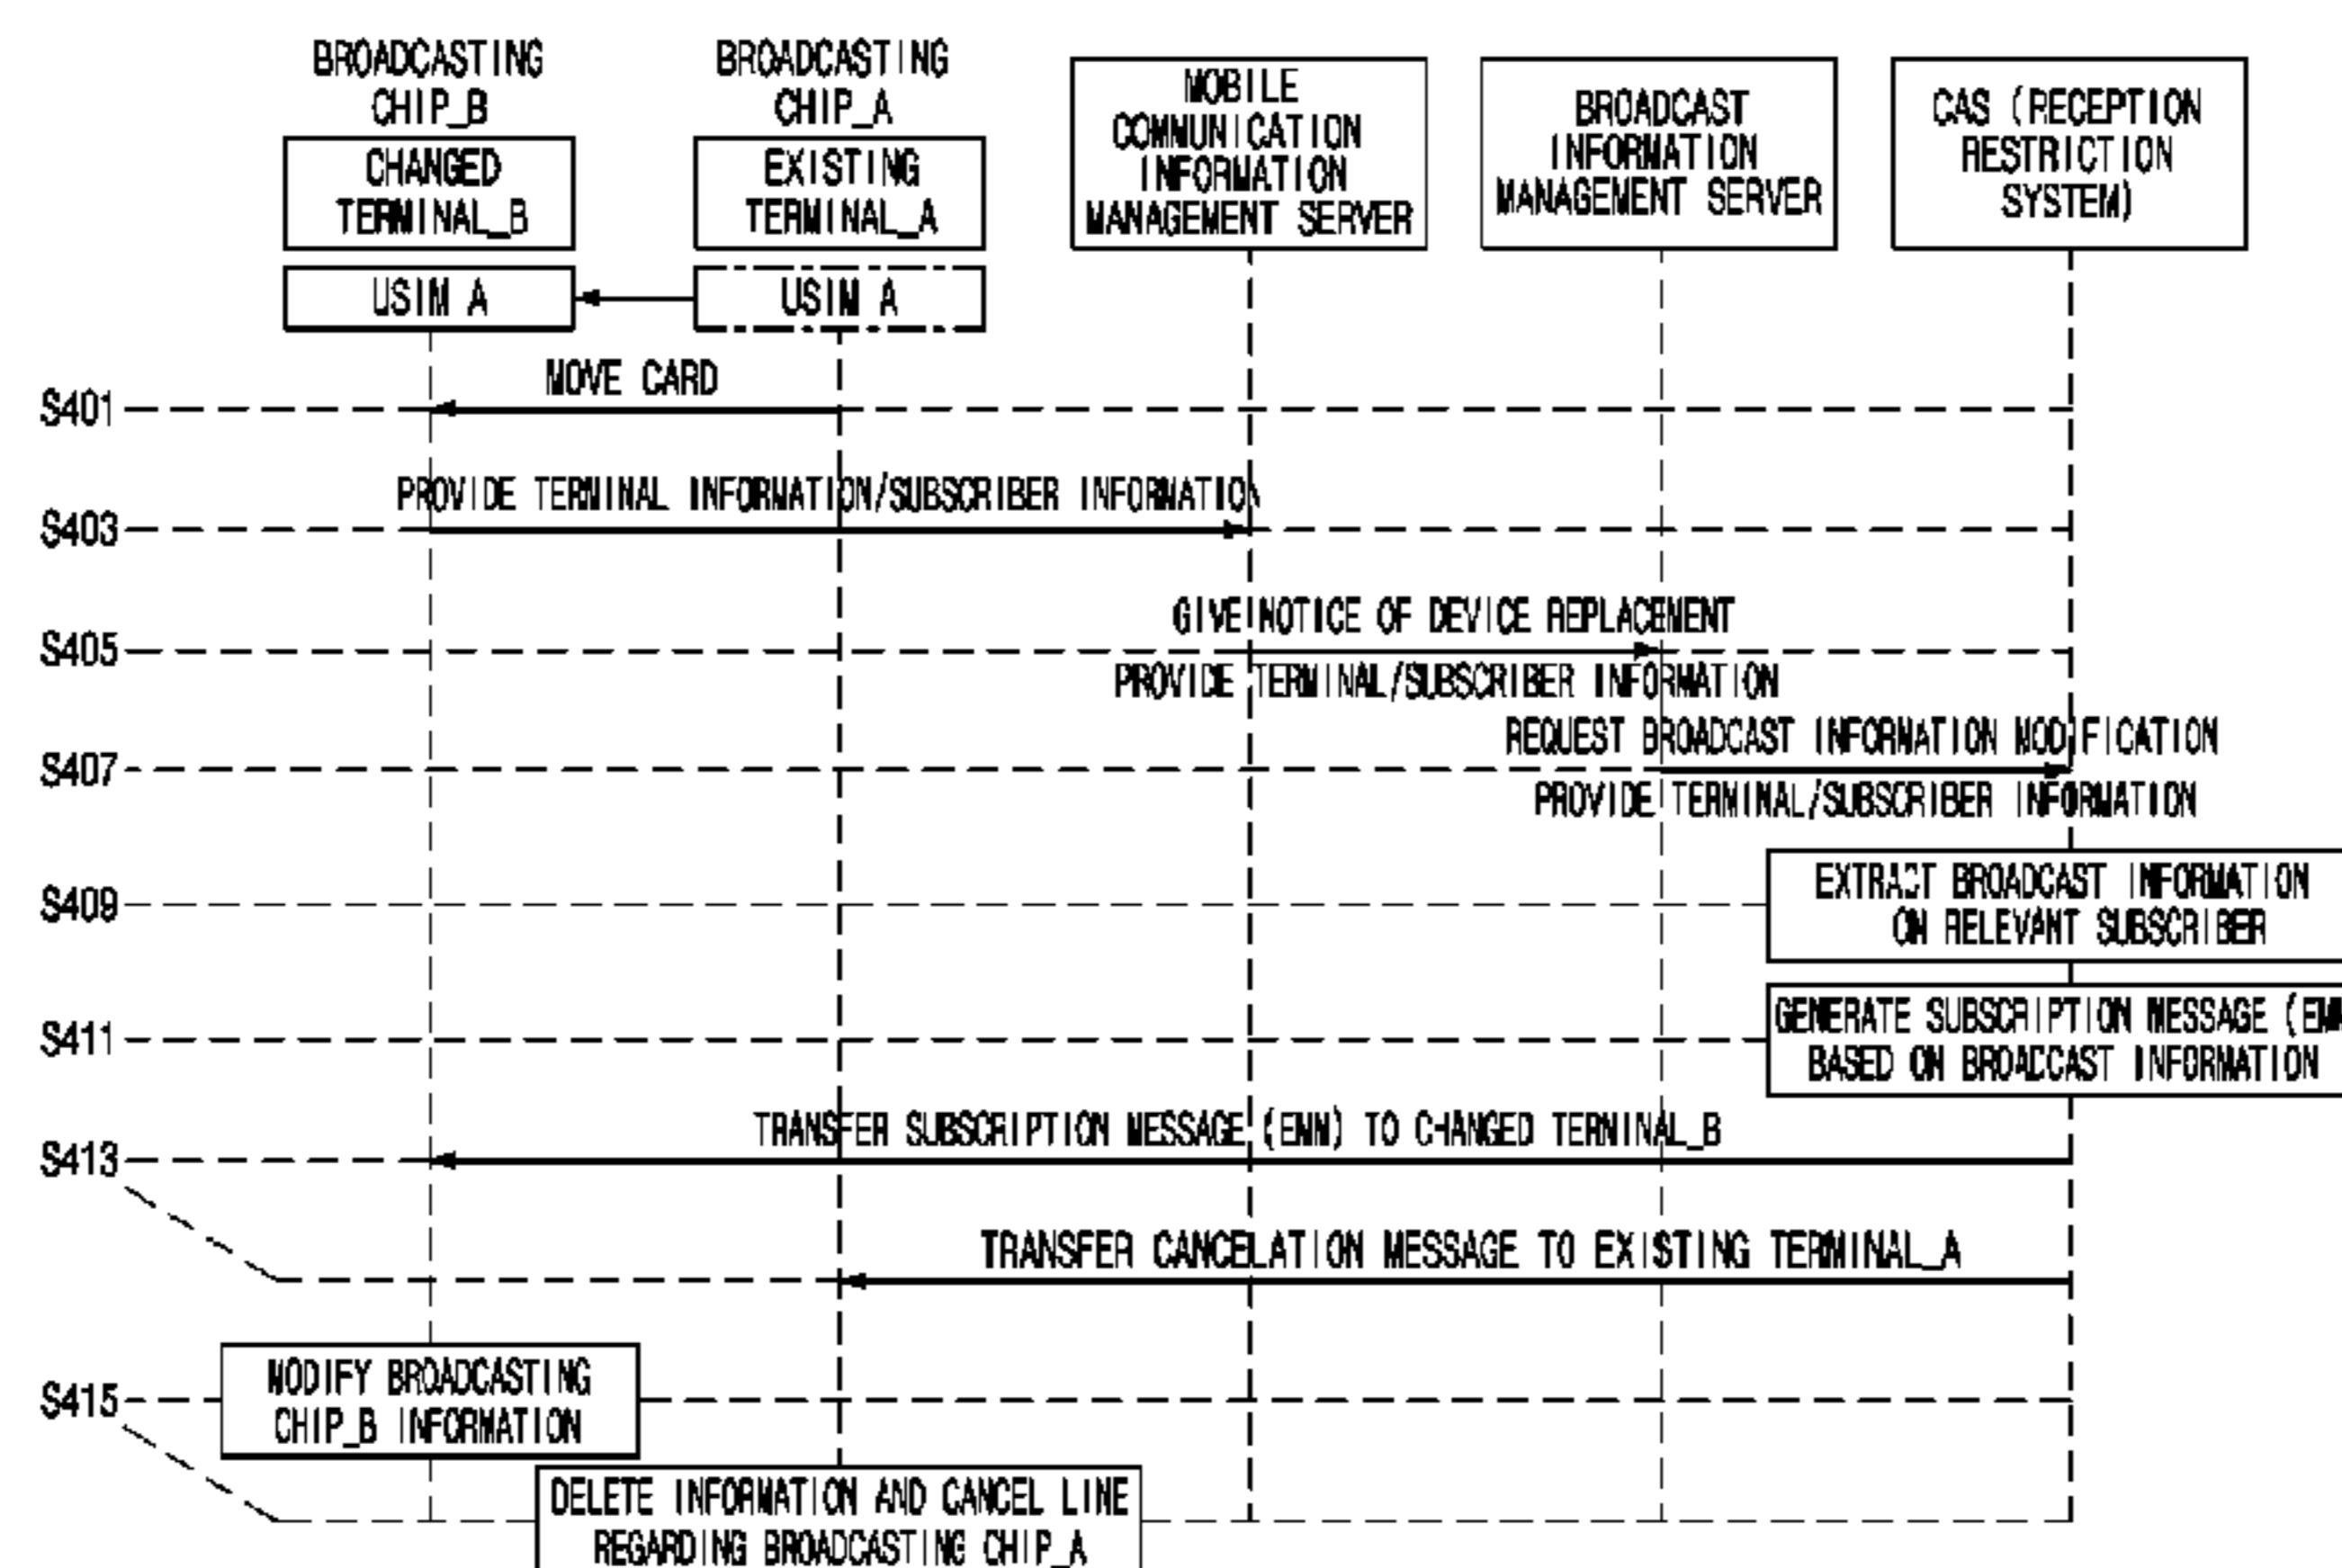 BROADCASTING
CHIP_B
BROADCASTING
CHIP_A
CHANGED
TERMINAL_B
EXISTING
TERMINAL_A
MOBILE
COMMUNICATION
INFORMATION
MANAGEMENT SERVER
BROADCAST
INFORMATION
MANAGEMENT SERVER
CAS (RECEPTION
RESTRICTION
SYSTEM)
USIM A
USIM A
MOVE CARD
S401
PROVIDE TERMINAL INFORMATION/SUBSCRIBER INFORMATION
S403
GIVE NOTICE OF DEVICE REPLACEMENT
S405
PROVIDE TERMINAL/SUBSCRIBER INFORMATION
REQUEST BROADCAST INFORMATION MODIFICATION
S407
PROVIDE TERMINAL/SUBSCRIBER INFORMATION
EXTRACT BROADCAST INFORMATION
ON RELEVANT SUBSCRIBER
S409
GENERATE SUBSCRIPTION MESSAGE (EMM
BASED ON BROADCAST INFORMATION
S411
TRANSFER SUBSCRIPTION MESSAGE (EMM) TO CHANGED TERMINAL_B
S413
TRANSFER CANCELATION MESSAGE TO EXISTING TERMINAL_A
MODIFY BROADCASTING
CHIP_B INFORMATION
S415
DELETE INFORMATION AND CANCEL LINE
REGARDING BROADCASTING CHIP_A